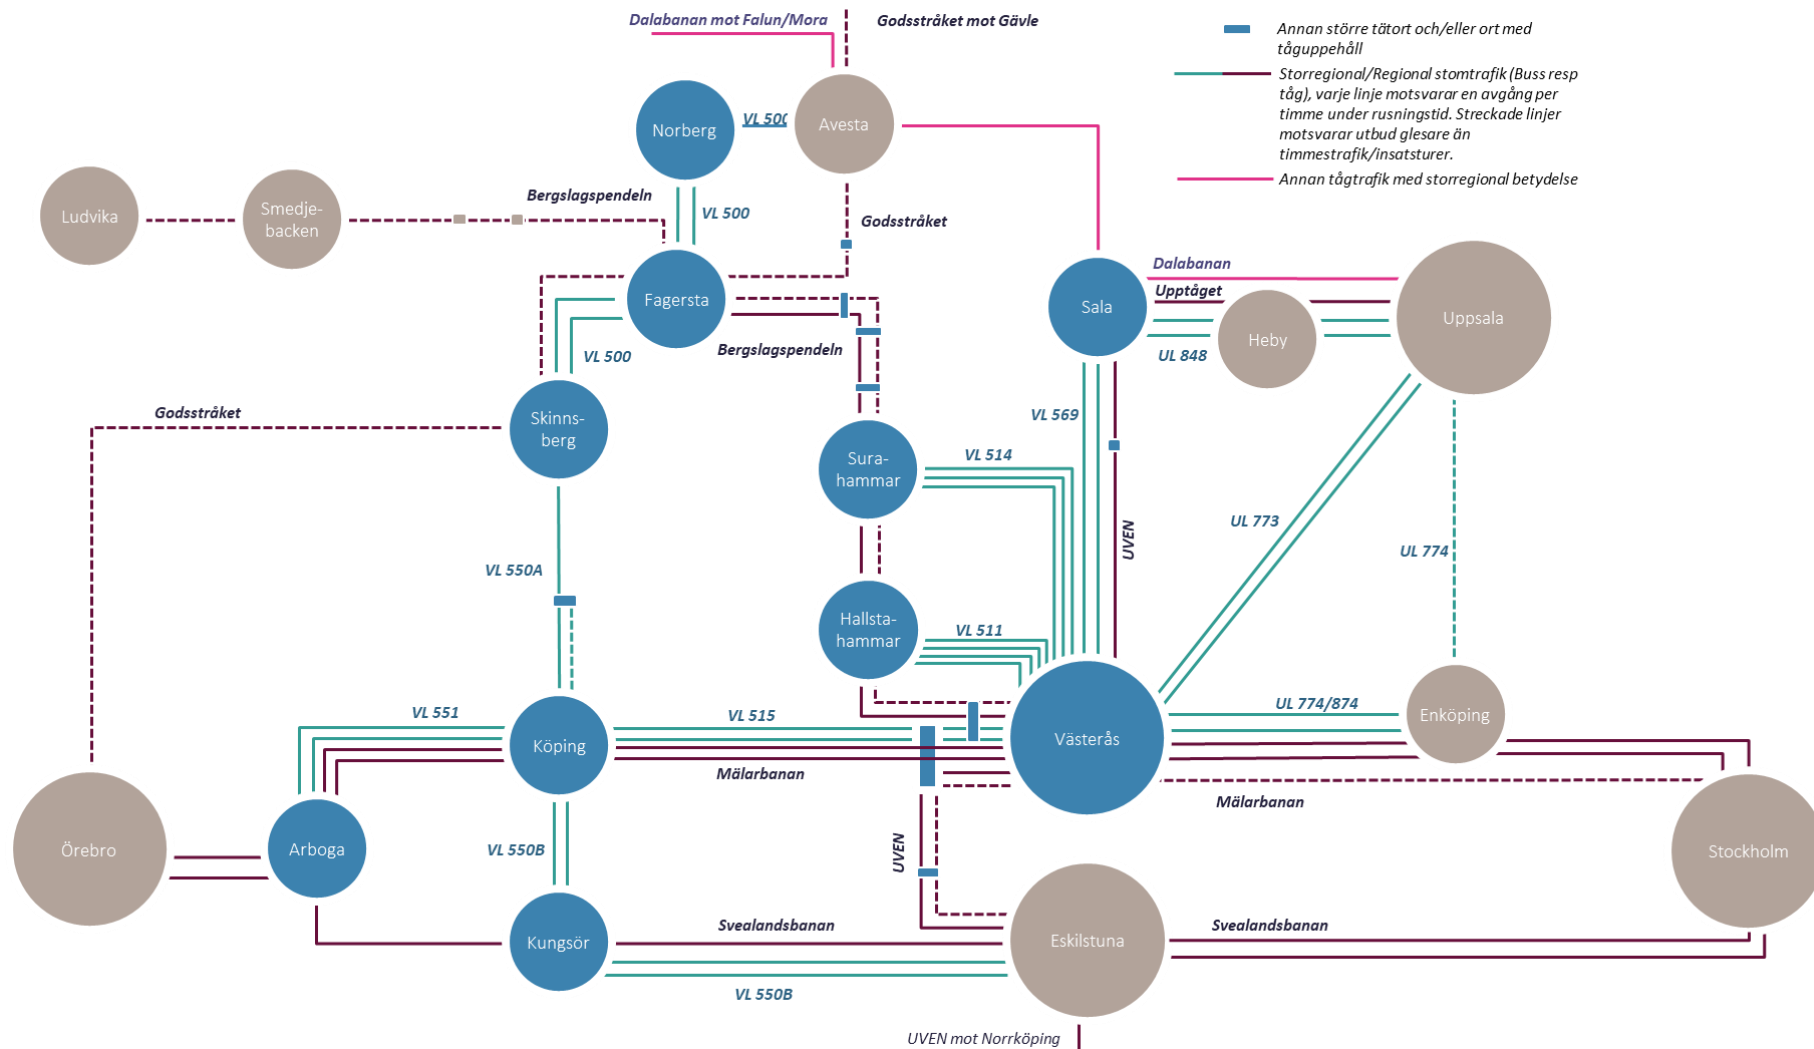 Dalabanan mot Falun/Mora
Godsstråket mot Gävle
Annan större tätort och/eller ort med
tåguppehåll
Storregional/Regional stomtrafik (Buss resp
tåg), varje linje motsvarar en avgång per
timme under rusningstid. Streckade linjer
motsvarar utbud glesare än
timmestrafik/insatsturer.
Annan tågtrafik med storregional betydelse
Norberg
VL 500
Avesta
Bergslagspendeln
VL 500
Godsstråket
Ludvika
Smedje-
backen
Fagersta
Dalabanan
Upptåget
Sala
Heby
Uppsala
UL 848
VL 500
Bergslagspendeln
Godsstråket
Skinns-
berg
VL 569
Sura-
hammar
VL 514
UVEN
UL 773
UL 774
VL 550A
Hallsta-
hammar
VL 511
VL 551
Köping
VL 515
Mälarbanan
Västerås
UL 774/874
Enköping
Mälarbanan
Örebro
Arboga
VL 550B
UVEN
Stockholm
Kungsör
Svealandsbanan
Eskilstuna
Svealandsbanan
VL 550B
UVEN mot Norrköping